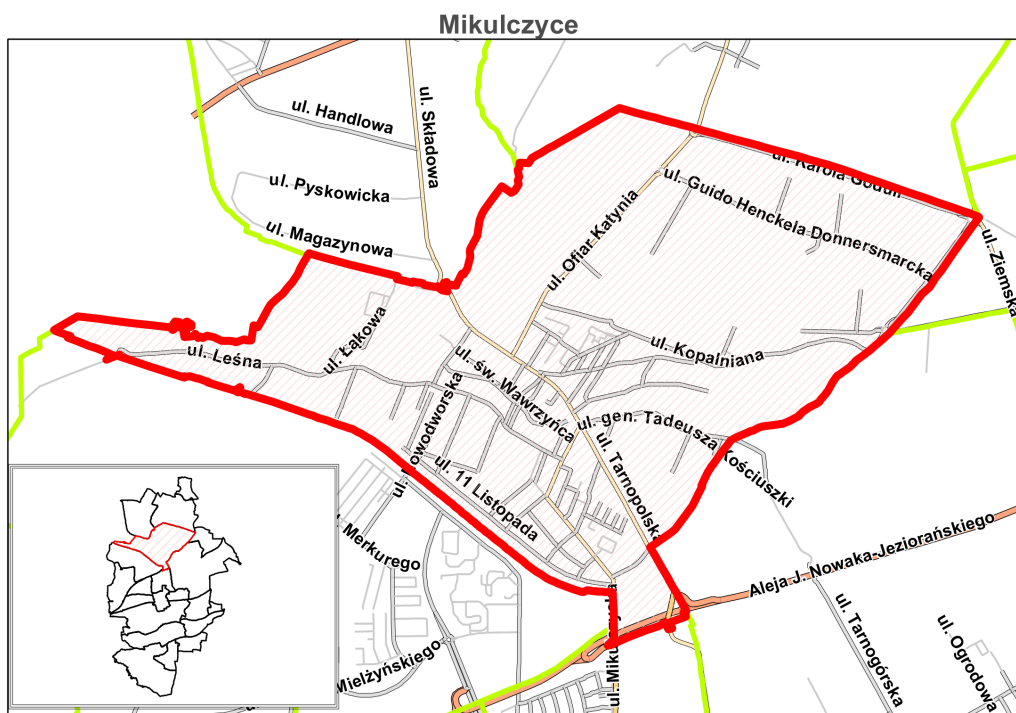 Mikulczyce
ul. Handlowa
ul. Składowa
ul. Pyskowicka
ul. Magazynowa
ul. Karola Goduli
ul. Guido Henckela Donnersmarcka
ul. Ofiar Katynia
ul. Ziemska
ul. Łąkowa
ul. Leśna
ul. Kopalniana
ul. św. Wawrzyńca
ul. Nowodworska
ul. gen. Tadeusza Kościuszki
ul. Tarnopolska
ul. 11 Listopada
Merkurego
Aleja J. Nowaka-Jeziorańskiego
ul. Tarnogórska
ul. Ogrodowa
Mielżyńskiego
ul.